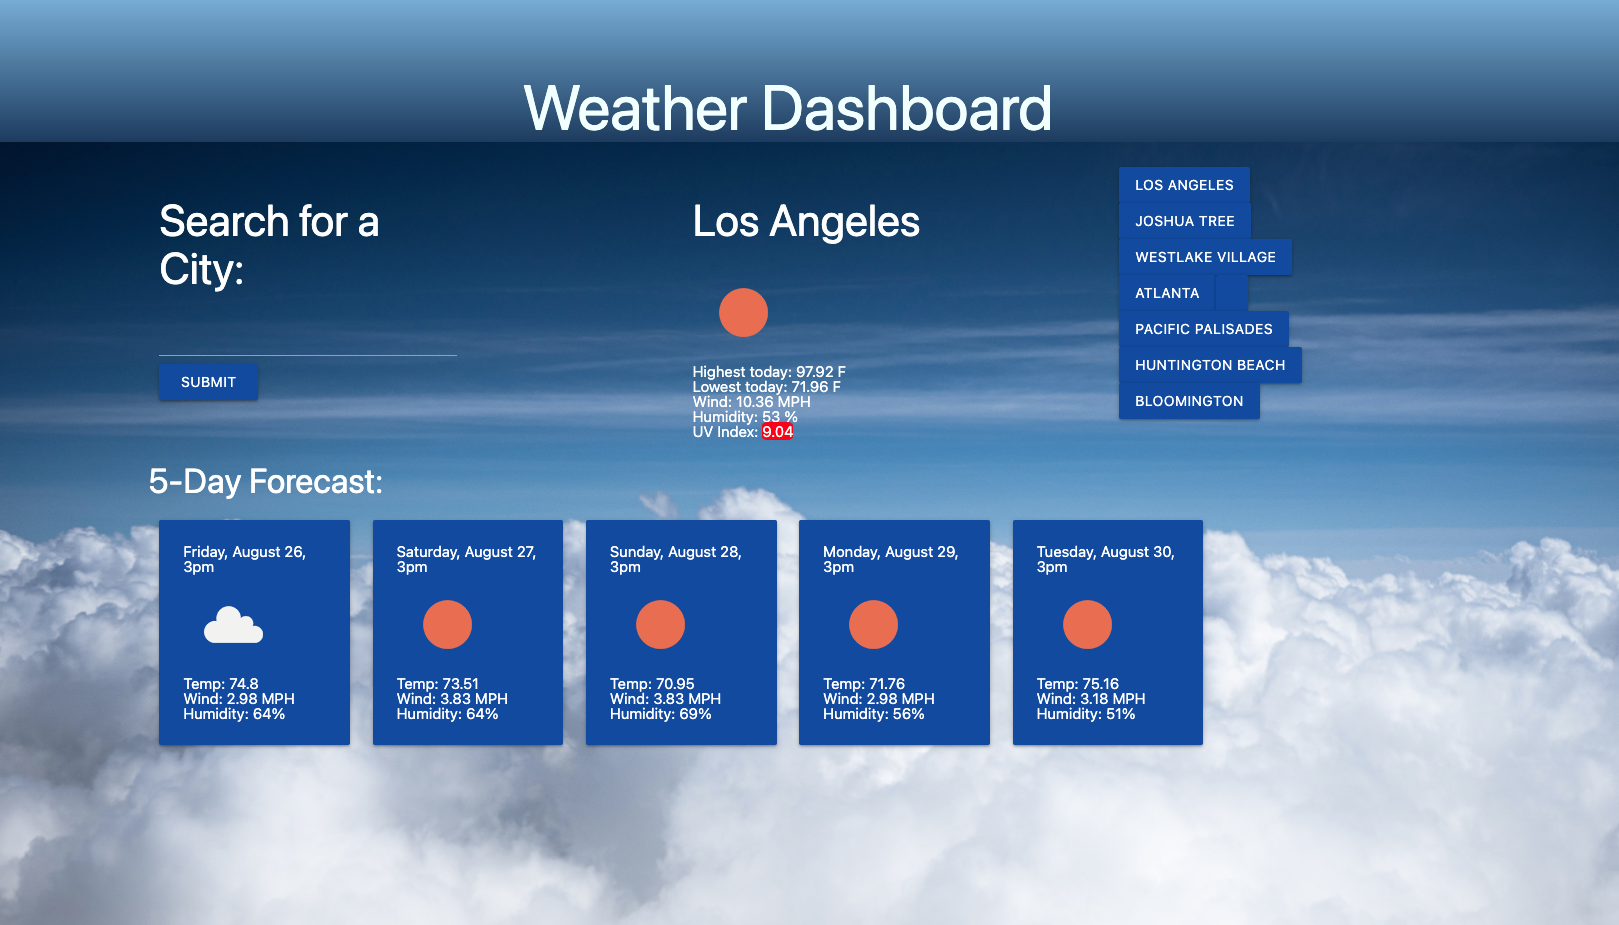 Weather Dashboard
Search for a
City:
SUBMIT
Los Angeles
Highest today: 97.92 F
Lowest today: 71.96 F
Wind: 10.36 MPH
Humidity: 53 %
UV Index: 9.04
LOS ANGELES
JOSHUA TREE
WESTLAKE VILLAGE
ATLANTA
PACIFIC PALISADES
HUNTINGTON BEACH
BLOOMINGTON
5-Day Forecast:
Friday, August 26,
3pm
Temp: 74.8
Wind: 2.98 MPH
Humidity: 64%
Saturday, August 27,
3pm
Temp: 73.51
Wind: 3.83 MPH
Humidity: 64%
Sunday, August 28,
3pm
Temp: 70.95
Wind: 3.83 MPH
Humidity: 69%
Monday, August 29,
3pm
Temp: 71.76
Wind: 2.98 MPH
Humidity: 56%
Tuesday, August 30,
3pm
Temp: 75.16
Wind: 3.18 MPH
Humidity: 51%